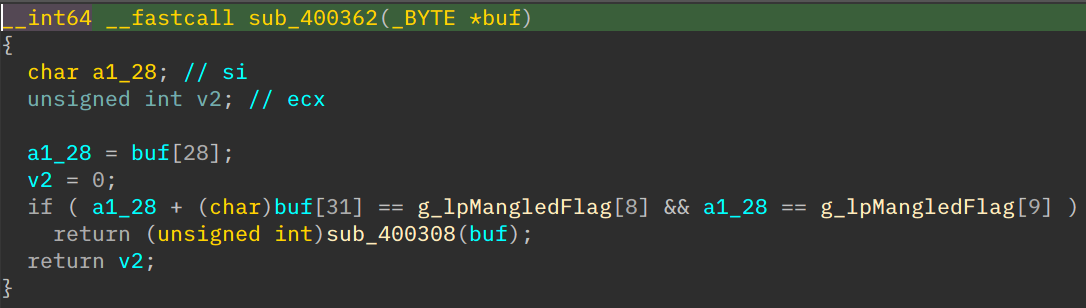 __int64 __fastcall sub_400362(_BYTE *buf)
{
  char a1_28; // si
  unsigned int v2; // ecx

  a1_28 = buf[28];
  v2 = 0;
  if ( a1_28 + (char)buf[31] == g_lpMangledFlag[8] && a1_28 == g_lpMangledFlag[9] )
    return (unsigned int)sub_400308(buf);
  return v2;
}